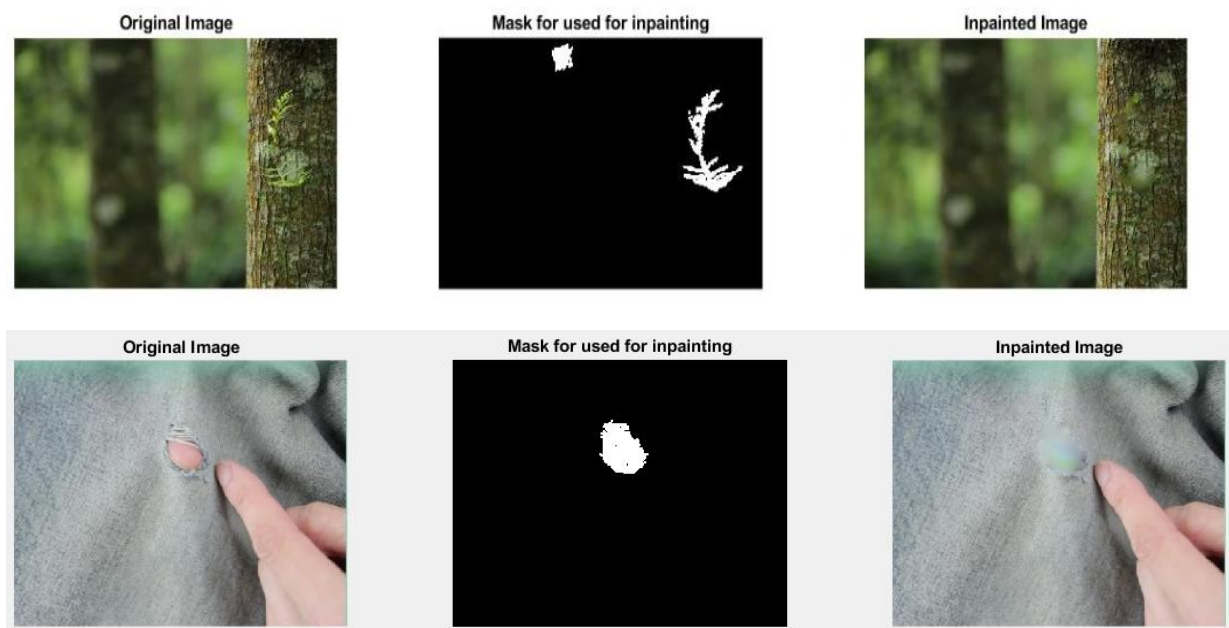 Original Image
Mask for used for inpainting
Inpainted Image
Original Image
Mask for used for inpainting
Inpainted Image